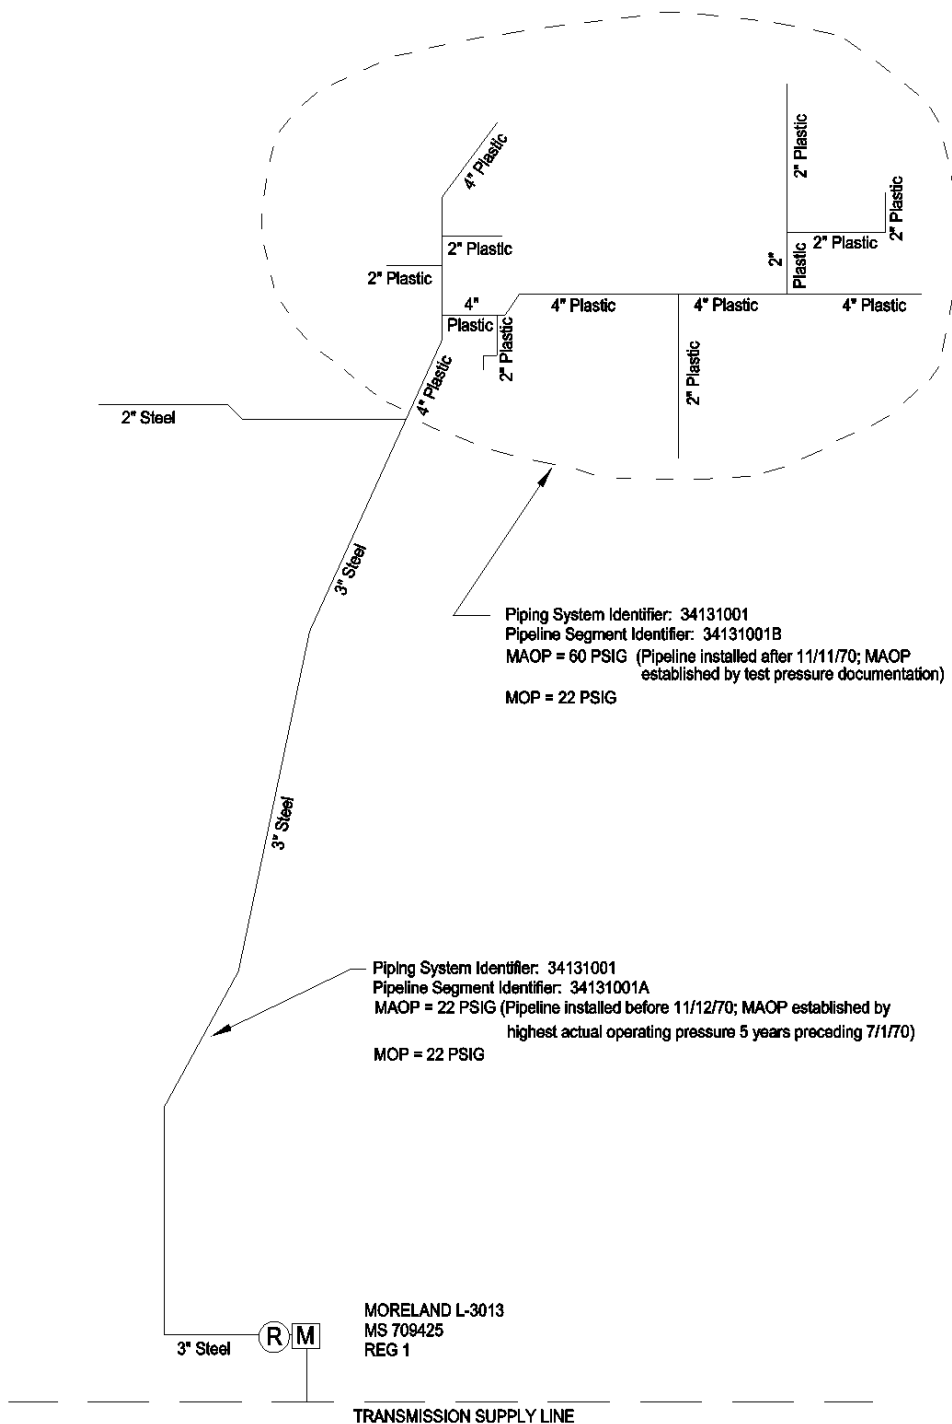 2" Plastic
4" Plastic
2" Plastic
2" Plastic
2" Plastic
2"
Plastic
2" Plastic
4"
Plastic
4" Plastic
4" Plastic
4" Plastic
2" Plastic
2" Plastic
4" Plastic
2" Steel
3" Steel
Piping System Identifier: 34131001
Pipeline Segment Identifier: 34131001B
MAOP = 60 PSIG (Pipeline installed after 11/11/70; MAOP
established by test pressure documentation)
MOP = 22 PSIG
3" Steel
Piping System Identifier: 34131001
Pipeline Segment Identifier: 34131001A
MAOP = 22 PSIG (Pipeline installed before 11/12/70; MAOP established by
highest actual operating pressure 5 years preceding 7/1/70)
MOP = 22 PSIG
MORELAND L-3013
MS 709425
REG 1
R M
3" Steel
TRANSMISSION SUPPLY LINE